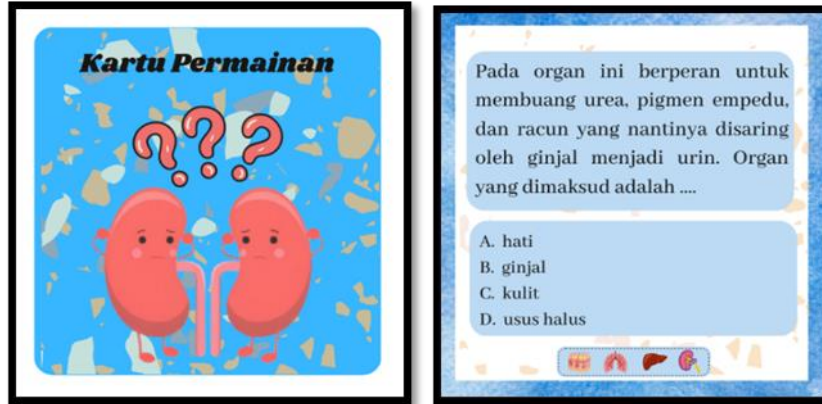 Kartu Permainan
???
Pada organ ini berperan untuk
membuang urea, pigmen empedu,
dan racun yang nantinya disaring
oleh ginjal menjadi urin. Organ
yang dimaksud adalah ....
A. hati
B. ginjal
C. kulit
D. usus halus